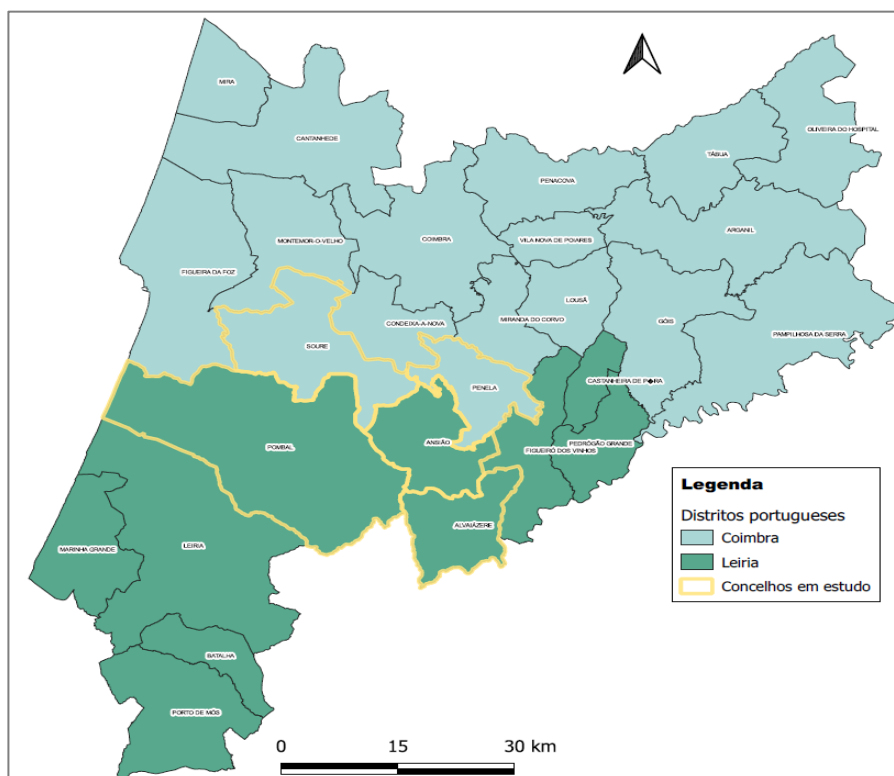 MIRA
CANTANHEDE
OLIVEIRA DO HOSPITAL
TÁBUA
PENACOVA
ARGANIL
MONTEMOR-O-VELHO
COIMBRA
VILA NOVA DE POIARES
FIGUEIRA DA FOZ
LOUSÃ
CONDEIXA-A-NOVA
MIRANDA DO CORVO
GÓIS
PAMPILHOSA DA SERRA
SOURE
PENELA
CASTANHEIRA DE P�RA
POMBAL
ANSIÃO
PEDRÓGÃO GRANDE
FIGUEIRÓ DOS VINHOS
ALVAIÁZERE
MARINHA GRANDE
LEIRIA
BATALHA
PORTO DE MÓS
Legenda
Distritos portugueses
Coimbra
Leiria
Concelhos em estudo
0 15 30 km